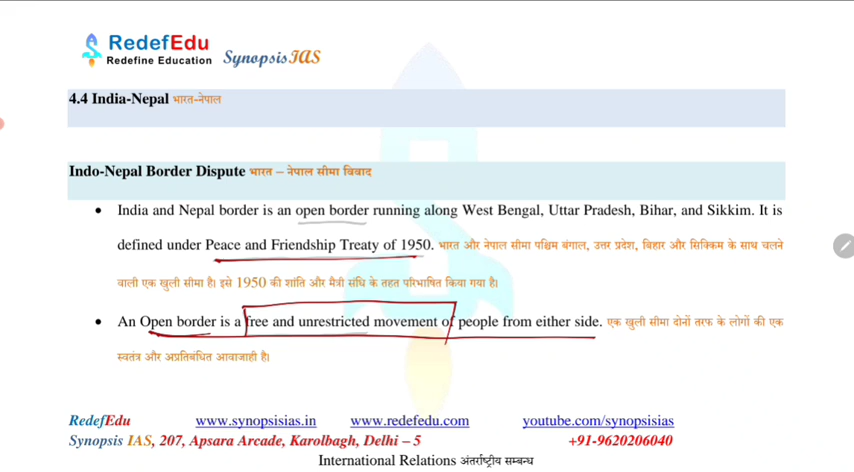 RedefEdu
Redefine Education
Synopsis IAS
4.4 India-Nepal भारत-नेपाल
Indo-Nepal Border Dispute भारत – नेपाल सीमा विवाद
• India and Nepal border is an open border running along West Bengal, Uttar Pradesh, Bihar, and Sikkim. It is
defined under Peace and Friendship Treaty of 1950. भारत और नेपाल सीमा पश्चिम बंगाल, उत्तर प्रदेश, बिहार और सिक्किम के साथ चलने
वाली एक खुली सीमा है। इसे 1950 की शांति और मैत्री संधि के तहत परिभाषित किया गया है।
• An Open border is a free and unrestricted movement of people from either side. एक खुली सीमा दोनों तरफ के लोगों की एक
स्वतंत्र और अप्रतिबंधित आवाजाही है।
RedefEdu www.synopsisias.in www.redefedu.com youtube.com/synopsisias
Synopsis IAS, 207, Apsara Arcade, Karolbagh, Delhi – 5 +91-9620206040
International Relations अंतर्राष्ट्रीय सम्बन्ध